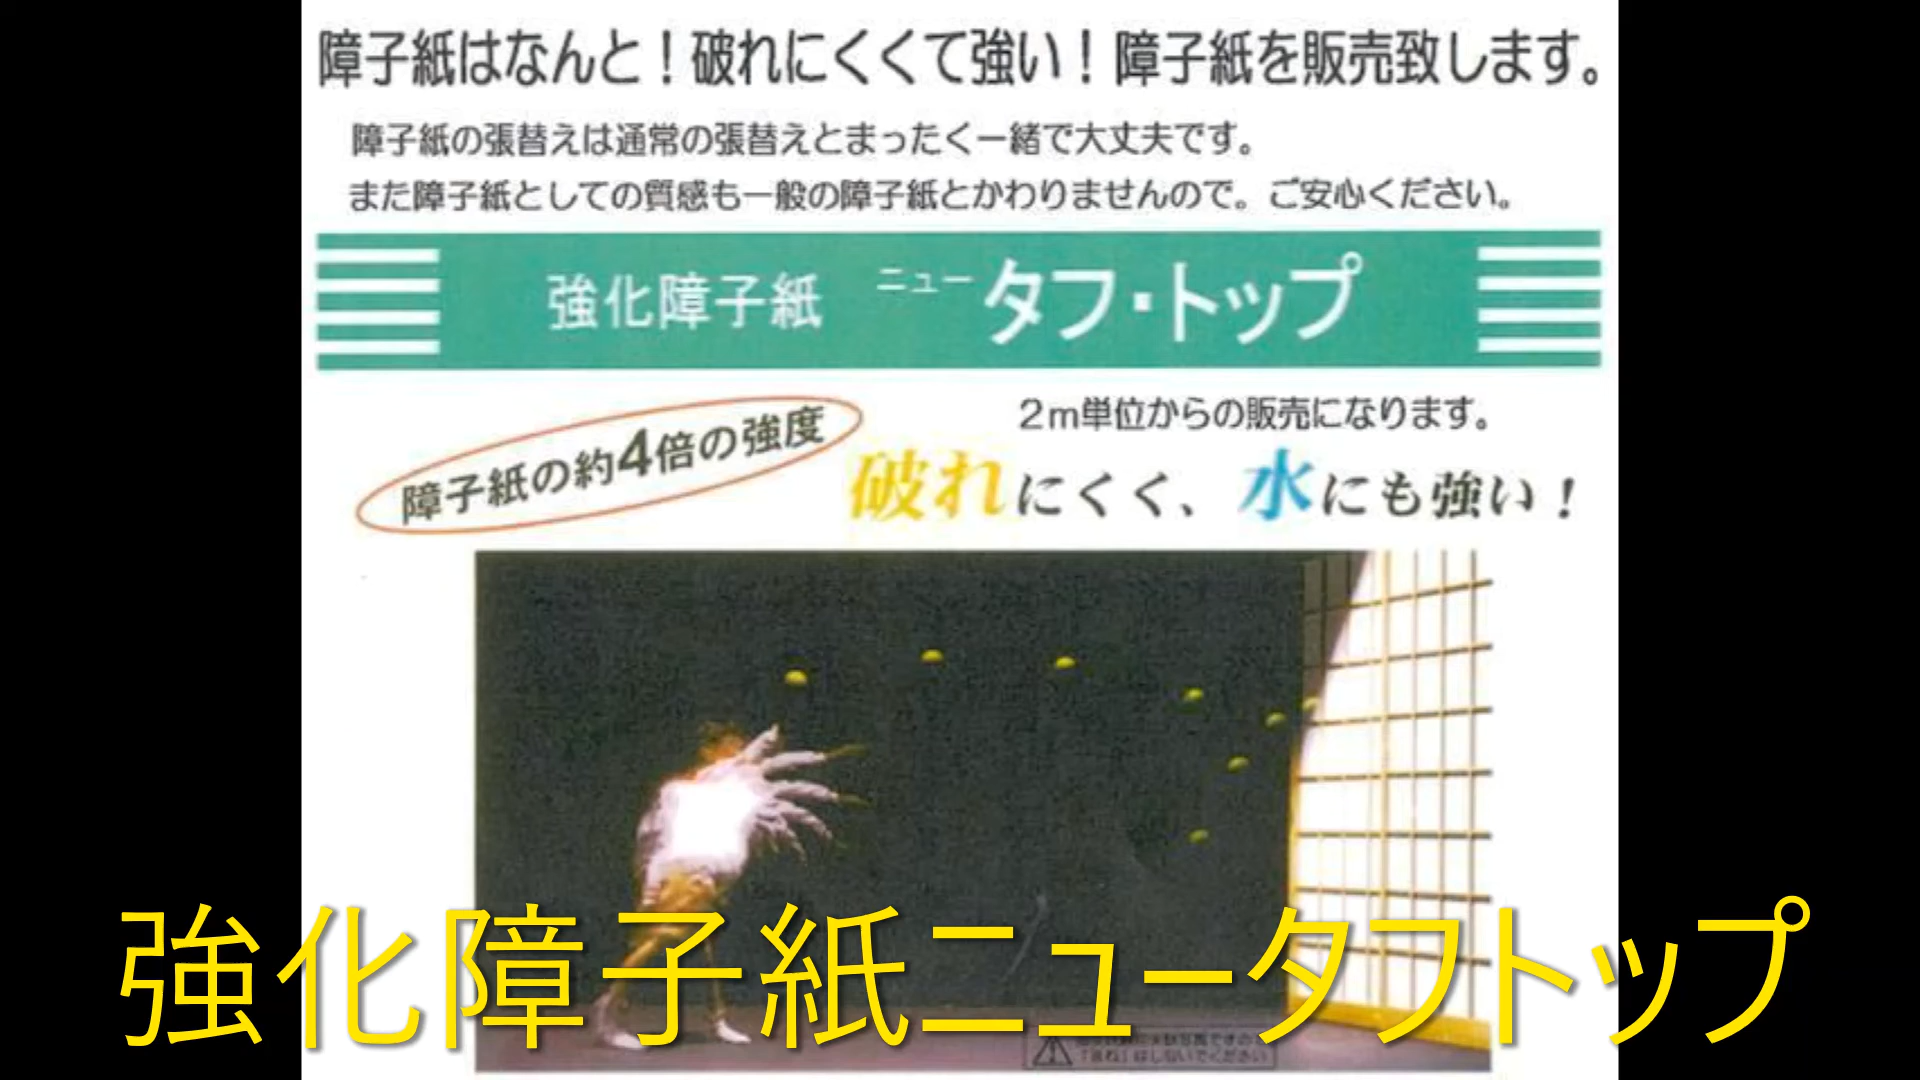 障子紙はなんと！破れにくくて強い！障子紙を販売致します。
障子紙の張替えは通常の張替えとまったく一緒で大丈夫です。
また障子紙としての質感も一般の障子紙とかわりませんので。ご安心ください。
強化障子紙 ニュー タフ・トップ
2m単位からの販売になります。
障子紙の約4倍の強度
破れにくく、水にも強い！
強化障子紙ニュータフトップ